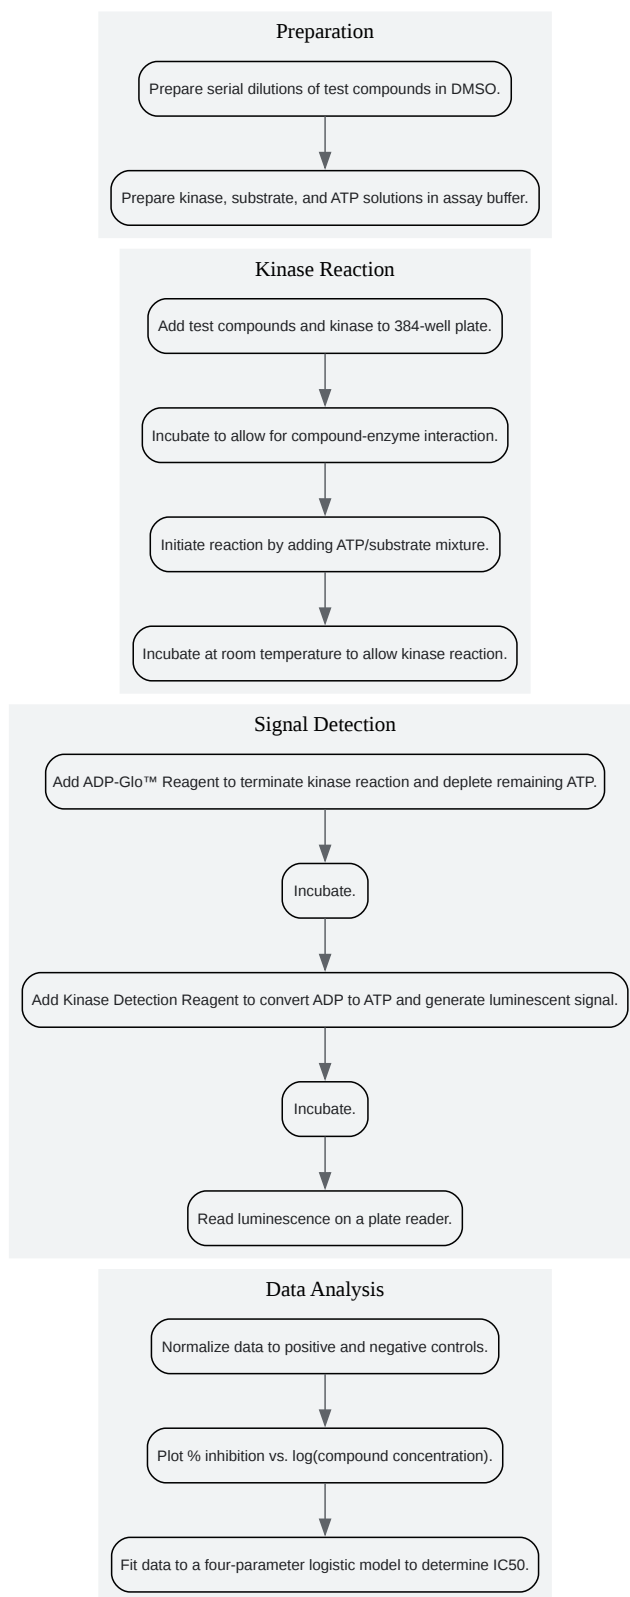 Preparation
Prepare serial dilutions of test compounds in DMSO.
Prepare kinase, substrate, and ATP solutions in assay buffer.
Kinase Reaction
Add test compounds and kinase to 384-well plate.
Incubate to allow for compound-enzyme interaction.
Initiate reaction by adding ATP/substrate mixture.
Incubate at room temperature to allow kinase reaction.
Signal Detection
Add ADP-Glo™ Reagent to terminate kinase reaction and deplete remaining ATP.
Incubate.
Add Kinase Detection Reagent to convert ADP to ATP and generate luminescent signal.
Incubate.
Read luminescence on a plate reader.
Data Analysis
Normalize data to positive and negative controls.
Plot % inhibition vs. log(compound concentration).
Fit data to a four-parameter logistic model to determine IC50.